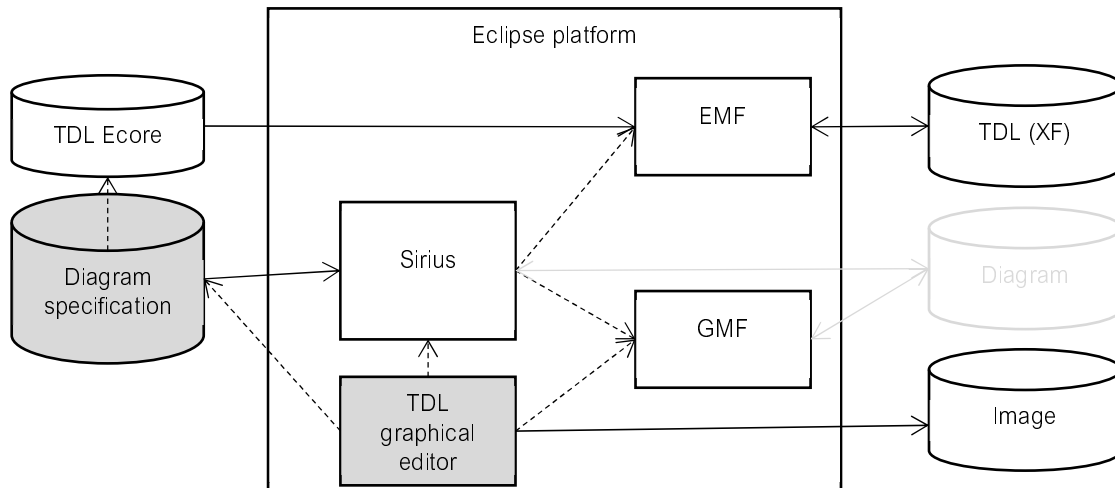 Eclipse platform
TDL Ecore
EMF
TDL (XF)
Diagram
specification
Sirius
Diagram
GMF
TDL
graphical
editor
Image